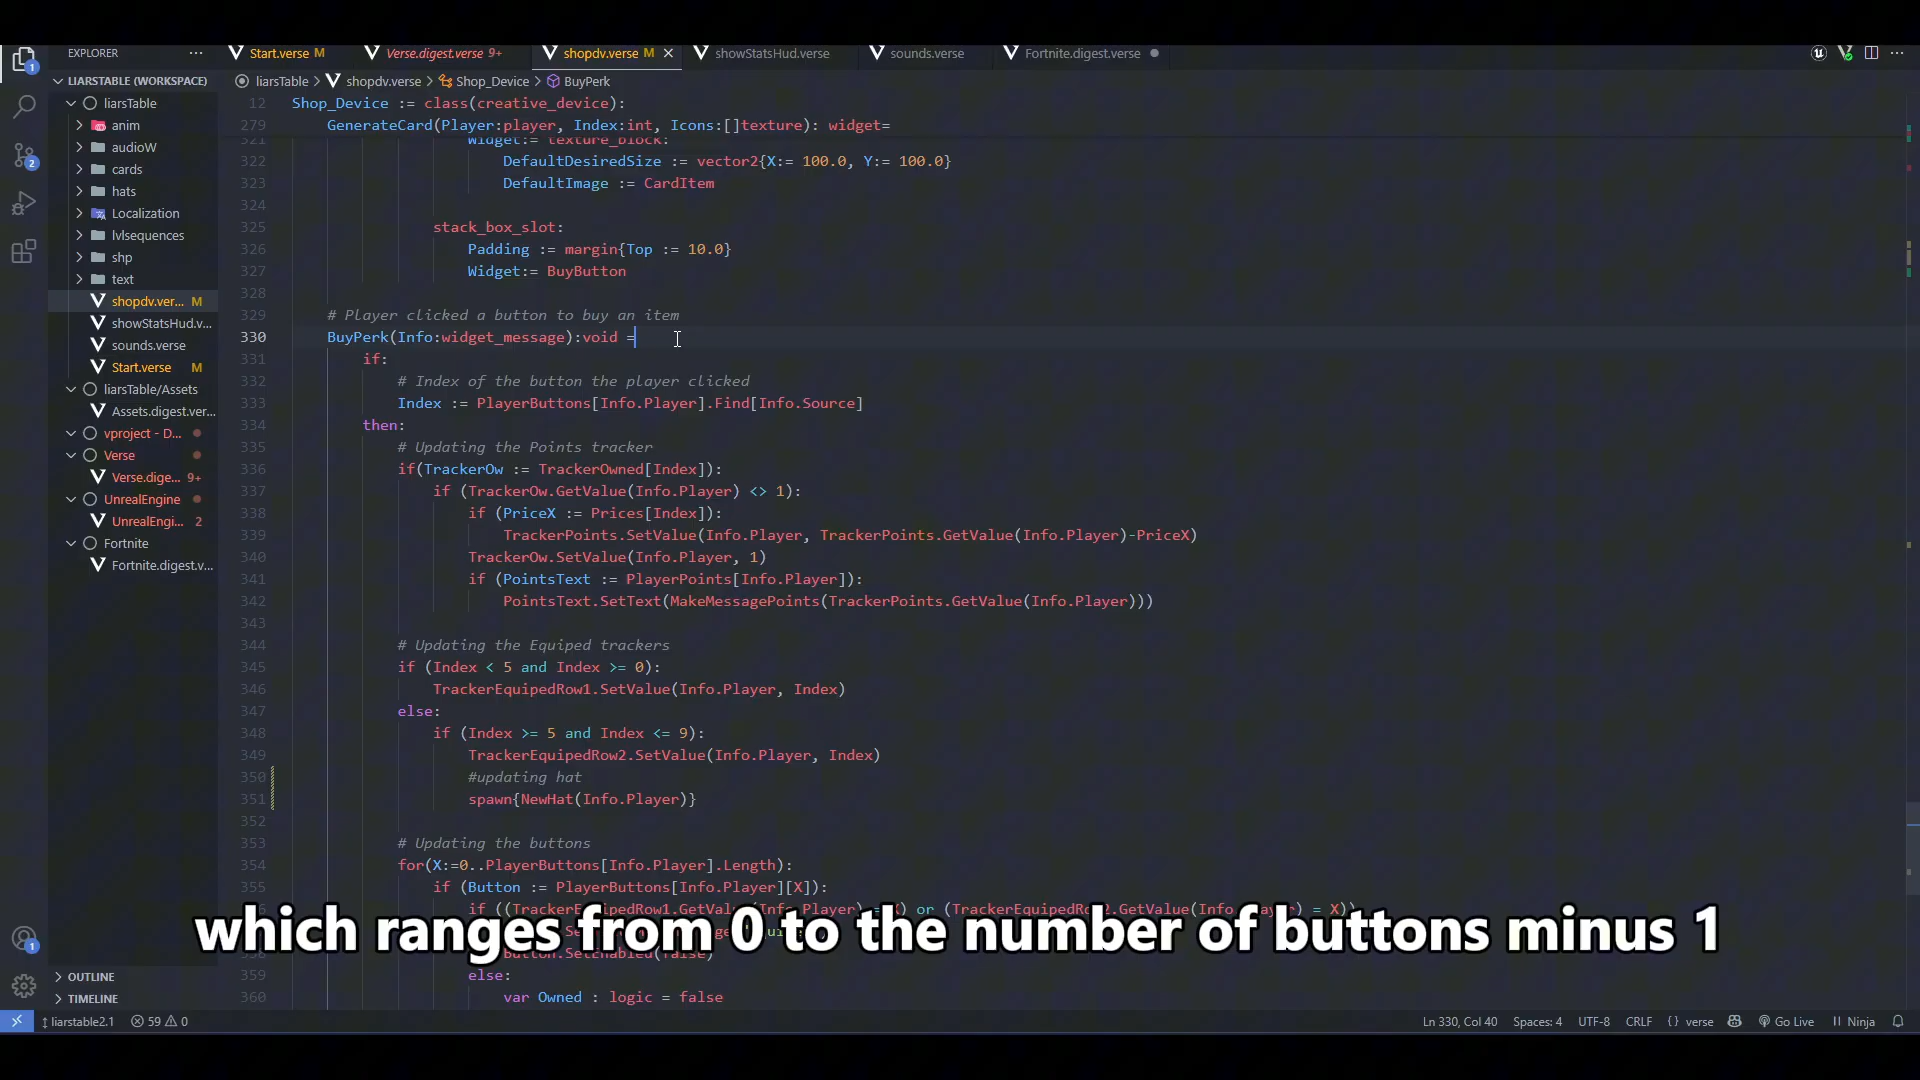 EXPLORER
Start.verse M
Verse.digest.verse 9+
shopdv.verse M
showStatsHud.verse
sounds.verse
Fortnite.digest.verse
LIARSTABLE (WORKSPACE)
liarsTable > shopdv.verse > Shop_Device > BuyPerk
liarsTable
anim
audioW
cards
hats
Localization
lvlsequences
shp
text
shopdv.ver... M
showStatsHud.v...
sounds.verse
Start.verse M
liarsTable/Assets
Assets.digest.ver...
vproject - D...
Verse
Verse.dige... 9+
UnrealEngine
UnrealEngi... 2
Fortnite
Fortnite.digest.v...
OUTLINE
TIMELINE
12 Shop_Device := class(creative_device):
279 GenerateCard(Player:player, Index:int, Icons:[]texture): widget=
321 Widget:= texture_block:
322 DefaultDesiredSize := vector2{X:= 100.0, Y:= 100.0}
323 DefaultImage := CardItem
324
325 stack_box_slot:
326 Padding := margin{Top := 10.0}
327 Widget:= BuyButton
328
329 # Player clicked a button to buy an item
330 BuyPerk(Info:widget_message):void =
331 if:
332 # Index of the button the player clicked
333 Index := PlayerButtons[Info.Player].Find[Info.Source]
334 then:
335 # Updating the Points tracker
336 if(TrackerOw := TrackerOwned[Index]):
337 if (TrackerOw.GetValue(Info.Player) <> 1):
338 if (PriceX := Prices[Index]):
339 TrackerPoints.SetValue(Info.Player, TrackerPoints.GetValue(Info.Player)-PriceX)
340 TrackerOw.SetValue(Info.Player, 1)
341 if (PointsText := PlayerPoints[Info.Player]):
342 PointsText.SetText(MakeMessagePoints(TrackerPoints.GetValue(Info.Player)))
343
344 # Updating the Equiped trackers
345 if (Index < 5 and Index >= 0):
346 TrackerEquipedRow1.SetValue(Info.Player, Index)
347 else:
348 if (Index >= 5 and Index <= 9):
349 TrackerEquipedRow2.SetValue(Info.Player, Index)
350 #updating hat
351 spawn{NewHat(Info.Player)}
352
353 # Updating the buttons
354 for(X:=0..PlayerButtons[Info.Player].Length):
355 if (Button := PlayerButtons[Info.Player][X]):
which ranges from 0 to the number of buttons minus 1
359 else:
360 var Owned : logic = false
1
2
1
liarstable2.1 59 0 Ln 330, Col 40 Spaces: 4 UTF-8 CRLF {} verse Go Live Ninja